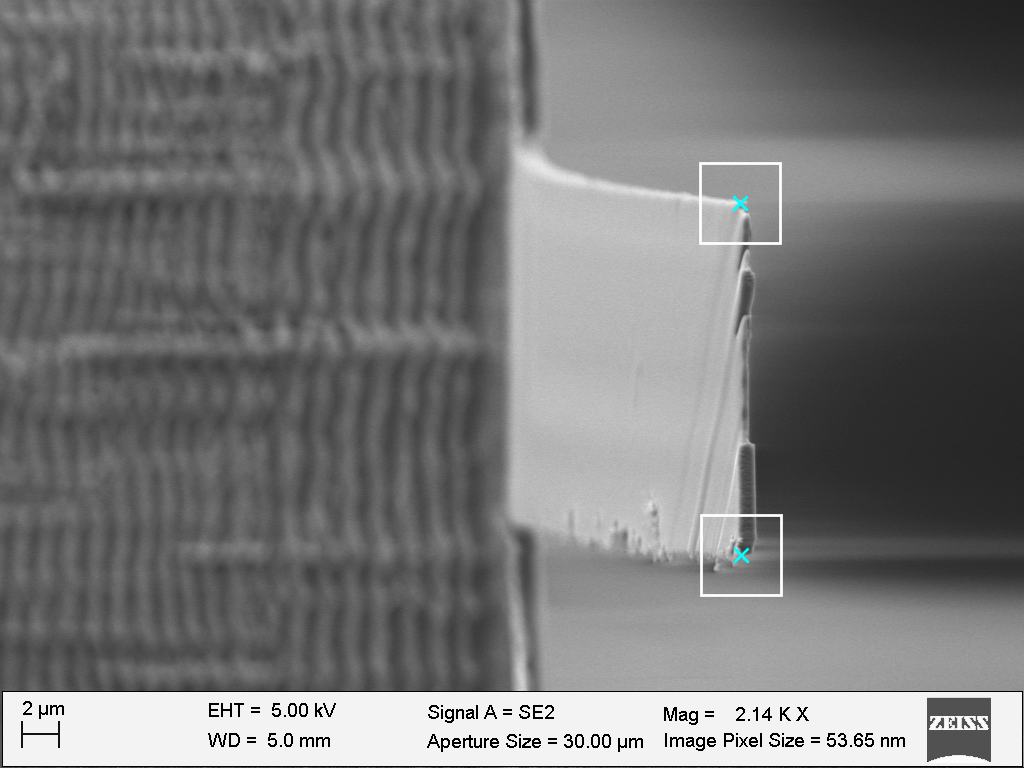 2 µm
EHT = 5.00 kV
Signal A = SE2
Mag = 2.14 K X
ZEISS
WD = 5.0 mm
Aperture Size = 30.00 µm
Image Pixel Size = 53.65 nm